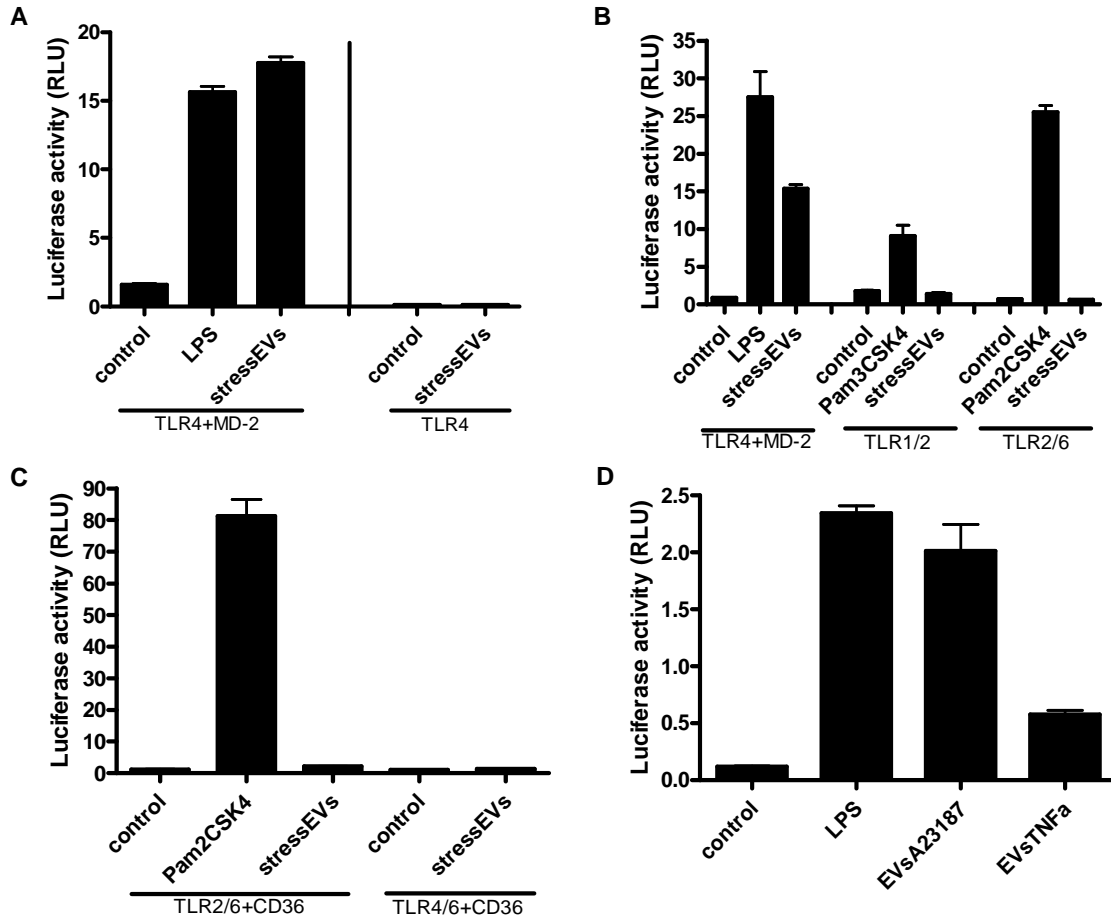 A
Luciferase activity (RLU)
20
15
10
5
0
control
LPS
stressEVs
control
stressEVs
TLR4+MD-2
TLR4
B
Luciferase activity (RLU)
35
30
25
20
15
10
5
0
control
LPS
stressEVs
control
Pam3CSK4
stressEVs
control
Pam2CSK4
stressEVs
TLR4+MD-2
TLR1/2
TLR2/6
C
Luciferase activity (RLU)
90
80
70
60
50
40
30
20
10
0
control
Pam2CSK4
stressEVs
control
stressEVs
TLR2/6+CD36
TLR4/6+CD36
D
Luciferase activity (RLU)
2.5
2.0
1.5
1.0
0.5
0.0
control
LPS
EVsA23187
EVsTNFa